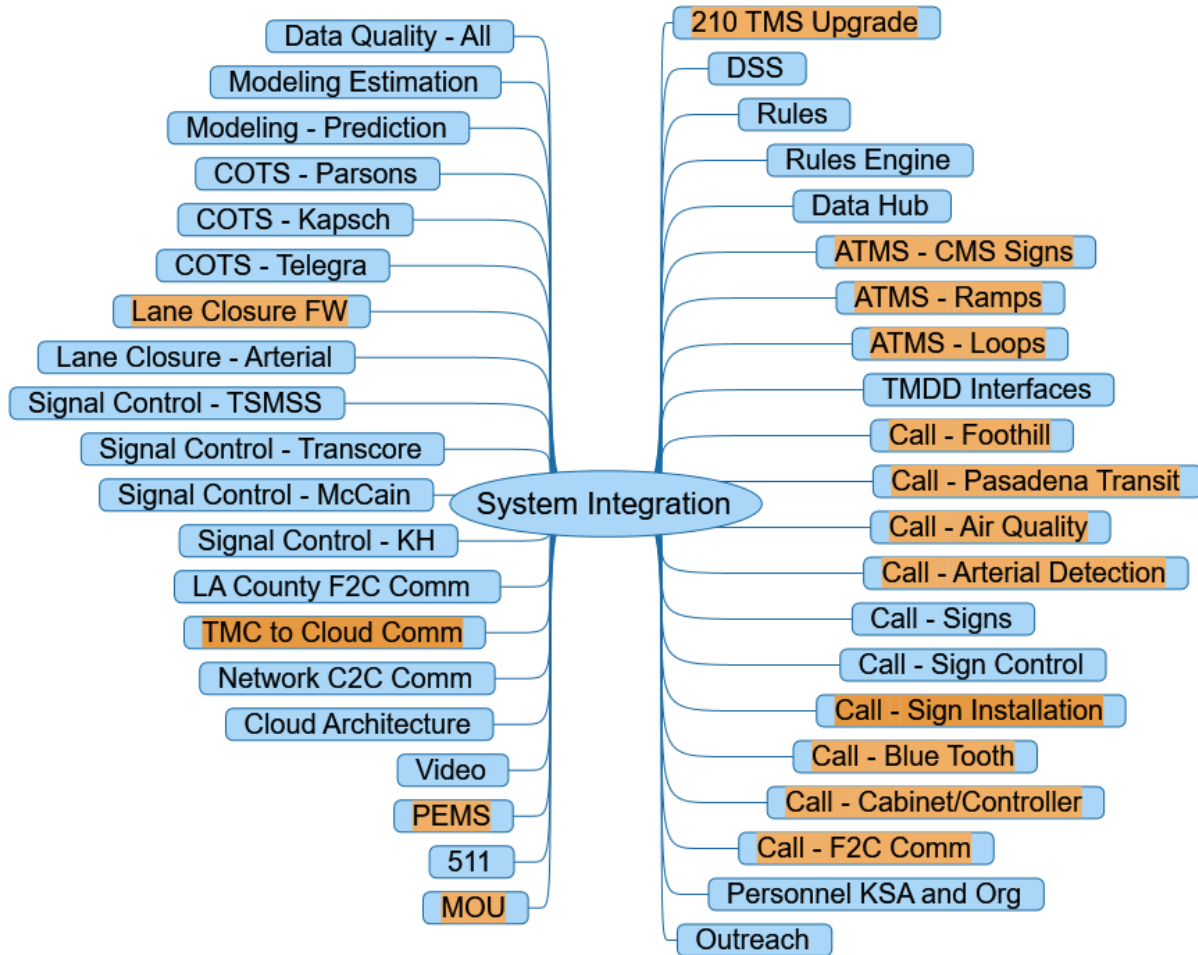 Data Quality - All
Modeling Estimation
Modeling - Prediction
COTS - Parsons
COTS - Kapsch
COTS - Telegra
Lane Closure FW
Lane Closure - Arterial
Signal Control - TSMSS
Signal Control - Transcore
Signal Control - McCain
Signal Control - KH
LA County F2C Comm
TMC to Cloud Comm
Network C2C Comm
Cloud Architecture
Video
PEMS
511
MOU
System Integration
210 TMS Upgrade
DSS
Rules
Rules Engine
Data Hub
ATMS - CMS Signs
ATMS - Ramps
ATMS - Loops
TMDD Interfaces
Call - Foothill
Call - Pasadena Transit
Call - Air Quality
Call - Arterial Detection
Call - Signs
Call - Sign Control
Call - Sign Installation
Call - Blue Tooth
Call - Cabinet/Controller
Call - F2C Comm
Personnel KSA and Org
Outreach